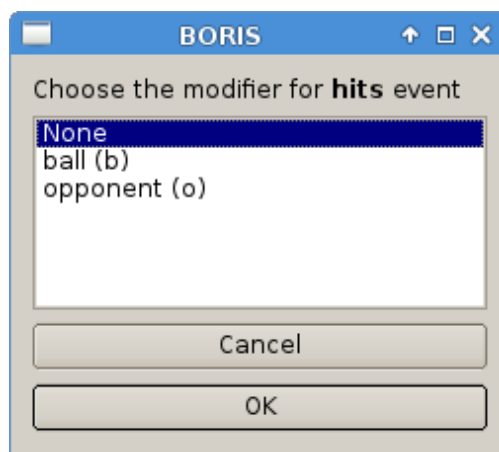 BORIS
Choose the modifier for hits event
None
ball (b)
opponent (o)
Cancel
OK